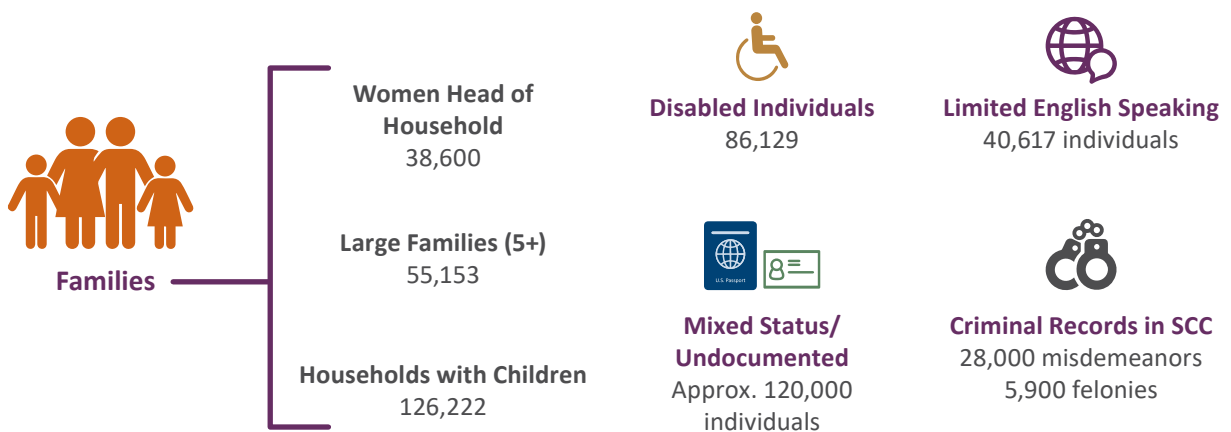 Families
Women Head of
Household
38,600
Large Families (5+)
55,153
Households with Children
126,222
Disabled Individuals
86,129
Limited English Speaking
40,617 individuals
U.S. Passport
Mixed Status/
Undocumented
Approx. 120,000
individuals
Criminal Records in SCC
28,000 misdemeanors
5,900 felonies